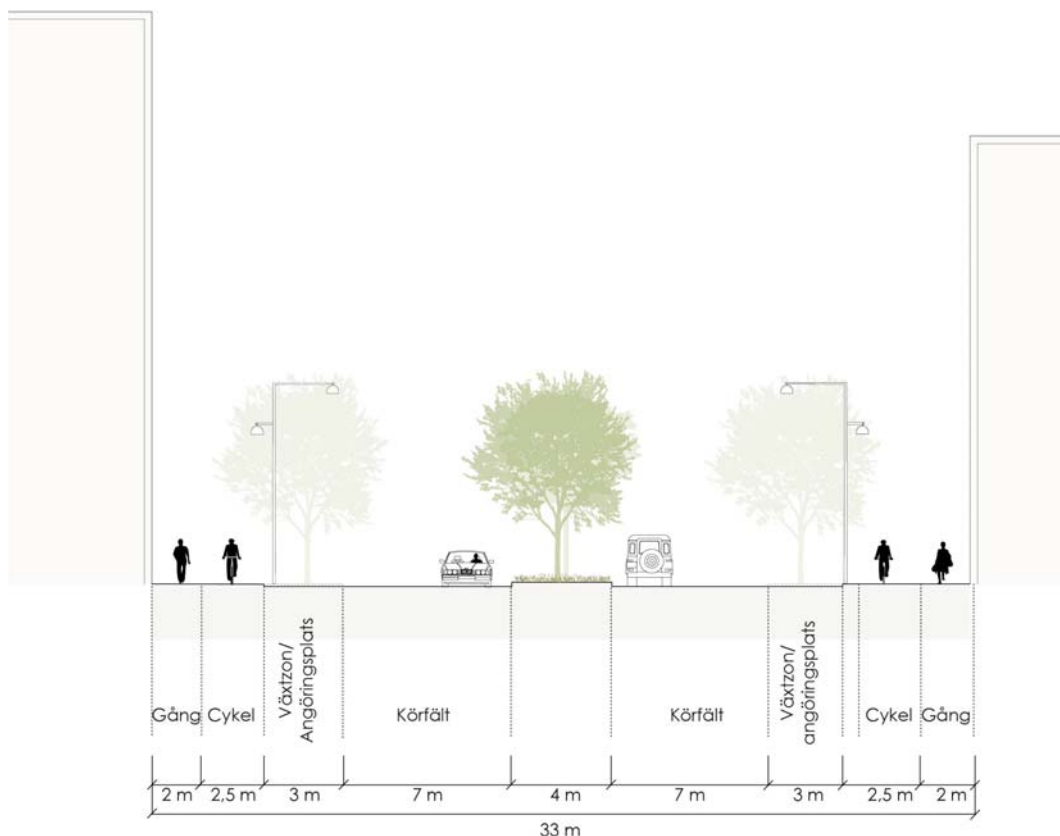 Gång
Cykel
Växtzon/
Angöringsplats
Körfält
Körfält
Växtzon/
angöringsplats
Cykel
Gång
2 m
2,5 m
3 m
7 m
4 m
7 m
3 m
2,5 m
2 m
33 m